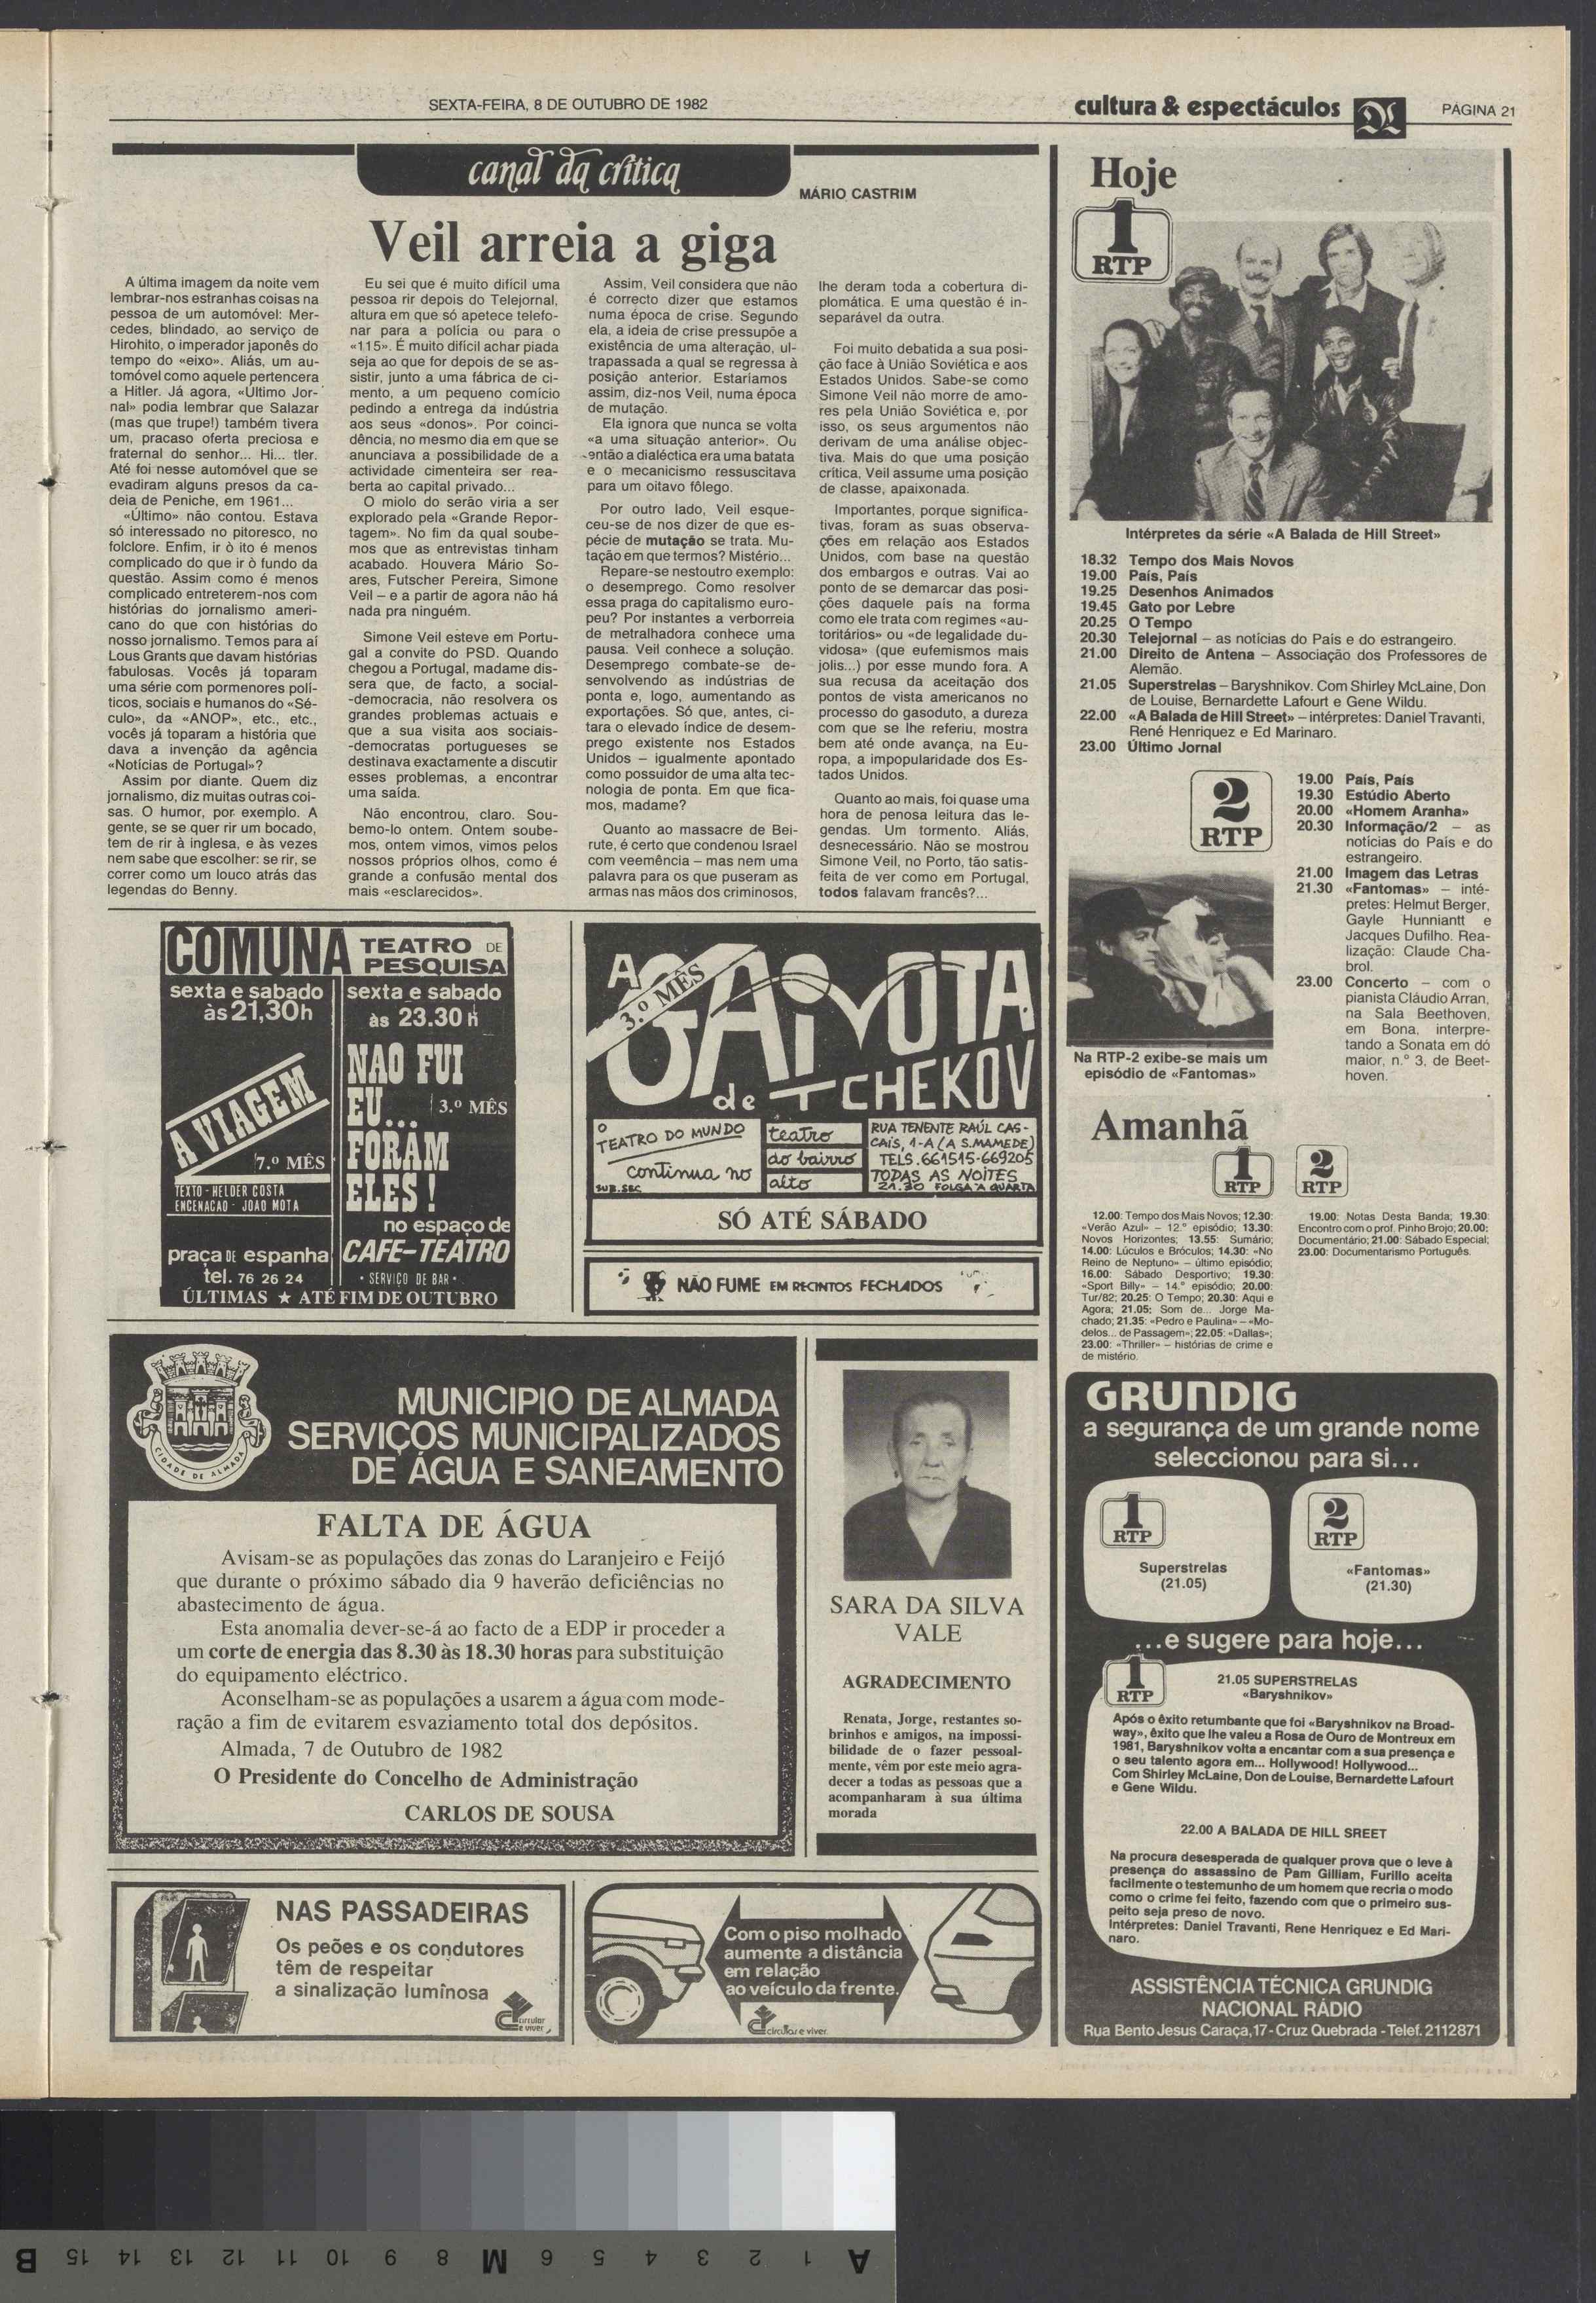 SEXTA-FEIRA, 8 DE OUTUBRO DE 1982
cultura & espectáculos
PÁGINA 21
canal da crítica
MÁRIO CASTRIM
Veil arreia a giga
A última imagem da noite vem
lembrar-nos estranhas coisas na
pessoa de um automóvel: Mer-
cedes, blindado, ao serviço de
Hirohito, o imperador japonês do
tempo do «eixo». Aliás, um au-
tomóvel como aquele pertencera
a Hitler. Já agora, «Último Jor-
nal» podia lembrar que Salazar
(mas que trupe!) também tivera
um, pracaso oferta preciosa e
fraternal do senhor... Hi... tler.
Até foi nesse automóvel que se
evadiram alguns presos da ca-
deia de Peniche, em 1961...
«Último» não contou. Estava
só interessado no pitoresco, no
folclore. Enfim, ir ò ito é menos
complicado do que ir ò fundo da
questão. Assim como é menos
complicado entreterem-nos com
histórias do jornalismo ameri-
cano do que con histórias do
nosso jornalismo. Temos para aí
Lous Grants que davam histórias
fabulosas. Vocês já toparam
uma série com pormenores polí-
ticos, sociais e humanos do «Sé-
culo», da «ANOP», etc., etc.,
vocês já toparam a história que
dava a invenção da agência
«Notícias de Portugal»?
Assim por diante. Quem diz
jornalismo, diz muitas outras coi-
sas. O humor, por exemplo. A
gente, se se quer rir um bocado,
tem de rir à inglesa, e às vezes
nem sabe que escolher: se rir, se
correr como um louco atrás das
legendas do Benny.
Eu sei que é muito difícil uma
pessoa rir depois do Telejornal,
altura em que só apetece telefo-
nar para a polícia ou para o
«115». É muito difícil achar piada
seja ao que for depois de se as-
sistir, junto a uma fábrica de ci-
mento, a um pequeno comício
pedindo a entrega da indústria
aos seus «donos». Por coinci-
dência, no mesmo dia em que se
anunciava a possibilidade de a
actividade cimenteira ser rea-
berta ao capital privado...
O miolo do serão viria a ser
explorado pela «Grande Repor-
tagem». No fim da qual soube-
mos que as entrevistas tinham
acabado. Houvera Mário So-
ares, Futscher Pereira, Simone
Veil – e a partir de agora não há
nada pra ninguém.
Simone Veil esteve em Portu-
gal a convite do PSD. Quando
chegou a Portugal, madame dis-
sera que, de facto, a social-
-democracia, não resolvera os
grandes problemas actuais e
que a sua visita aos sociais-
-democratas portugueses se
destinava exactamente a discutir
esses problemas, a encontrar
uma saída.
Não encontrou, claro. Sou-
bemo-lo ontem. Ontem soube-
mos, ontem vimos, vimos pelos
nossos próprios olhos, como é
grande a confusão mental dos
mais «esclarecidos».
Assim, Veil considera que não
é correcto dizer que estamos
numa época de crise. Segundo
ela, a ideia de crise pressupõe a
existência de uma alteração, ul-
trapassada a qual se regressa à
posição anterior. Estaríamos
assim, diz-nos Veil, numa época
de mutação.
Ela ignora que nunca se volta
«a uma situação anterior». Ou
então a dialéctica era uma batata
e o mecanicismo ressuscitava
para um oitavo fôlego.
Por outro lado, Veil esque-
ceu-se de nos dizer de que es-
pécie de mutação se trata. Mu-
tação em que termos? Mistério...
Repare-se nestoutro exemplo:
o desemprego. Como resolver
essa praga do capitalismo euro-
peu? Por instantes a verborreia
de metralhadora conhece uma
pausa. Veil conhece a solução.
Desemprego combate-se de-
senvolvendo as indústrias de
ponta e, logo, aumentando as
exportações. Só que, antes, ci-
tara o elevado índice de desem-
prego existente nos Estados
Unidos – igualmente apontado
como possuidor de uma alta tec-
nologia de ponta. Em que fica-
mos, madame?
Quanto ao massacre de Bei-
rute, é certo que condenou Israel
com veemência – mas nem uma
palavra para os que puseram as
armas nas mãos dos criminosos,
lhe deram toda a cobertura di-
plomática. E uma questão é in-
separável da outra.
Foi muito debatida a sua posi-
ção face à União Soviética e aos
Estados Unidos. Sabe-se como
Simone Veil não morre de amo-
res pela União Soviética e, por
isso, os seus argumentos não
derivam de uma análise objec-
tiva. Mais do que uma posição
crítica, Veil assume uma posição
de classe, apaixonada.
Importantes, porque significa-
tivas, foram as suas observa-
ções em relação aos Estados
Unidos, com base na questão
dos embargos e outras. Vai ao
ponto de se demarcar das posi-
ções daquele país na forma
como ele trata com regimes «au-
toritários» ou «de legalidade du-
vidosa» (que eufemismos mais
jolis...) por esse mundo fora. A
sua recusa da aceitação dos
pontos de vista americanos no
processo do gasoduto, a dureza
com que se lhe referiu, mostra
bem até onde avança, na Eu-
ropa, a impopularidade dos Es-
tados Unidos.
Quanto ao mais, foi quase uma
hora de penosa leitura das le-
gendas. Um tormento. Aliás,
desnecessário. Não se mostrou
Simone Veil, no Porto, tão satis-
feita de ver como em Portugal,
todos falavam francês?...
Hoje
1
RTP
Intérpretes da série «A Balada de Hill Street»
18.32 Tempo dos Mais Novos
19.00 País, País
19.25 Desenhos Animados
19.45 Gato por Lebre
20.25 O Tempo
20.30 Telejornal – as notícias do País e do estrangeiro.
21.00 Direito de Antena – Associação dos Professores de
Alemão.
21.05 Superstrelas – Baryshnikov. Com Shirley McLaine, Don
de Louise, Bernardette Lafourt e Gene Wildu.
22.00 «A Balada de Hill Street» – intérpretes: Daniel Travanti,
René Henriquez e Ed Marinaro.
23.00 Último Jornal
2
RTP
19.00 País, País
19.30 Estúdio Aberto
20.00 «Homem Aranha»
20.30 Informação/2 – as
notícias do País e do
estrangeiro.
21.00 Imagem das Letras
21.30 «Fantomas» – inté-
pretes: Helmut Berger,
Gayle Hunniantt e
Jacques Dufilho. Rea-
lização: Claude Cha-
brol.
23.00 Concerto – com o
pianista Cláudio Arran,
na Sala Beethoven,
em Bona, interpre-
tando a Sonata em dó
maior, n.º 3, de Beet-
hoven.
Na RTP-2 exibe-se mais um
episódio de «Fantomas»
Amanhã
1
RTP
2
RTP
12.00: Tempo dos Mais Novos; 12.30:
«Verão Azul» – 12.º episódio; 13.30:
Novos Horizontes; 13.55: Sumário;
14.00: Lúculos e Bróculos; 14.30: «No
Reino de Neptuno» – último episódio;
16.00: Sábado Desportivo; 19.30:
«Sport Billy» – 14.º episódio; 20.00:
Tur/82; 20.25: O Tempo; 20.30: Aqui e
Agora; 21.05: Som de... Jorge Ma-
chado; 21.35: «Pedro e Paulina» – «Mo-
delos... de Passagem»; 22.05: «Dallas»;
23.00: «Thriller» – histórias de crime e
de mistério.
19.00: Notas Desta Banda; 19.30:
Encontro com o prof. Pinho Brojo; 20.00:
Documentário; 21.00: Sábado Especial;
23.00: Documentarismo Português.
COMUNA TEATRO DE
PESQUISA
sexta e sabado
às 21,30h
A VIAGEM
7.º MÊS
TEXTO - HELDER COSTA
ENCENACAO - JOAO MOTA
praça DE espanha
tel. 76 26 24
sexta e sabado
às 23.30 h
NAO FUI
EU...
3.º MÊS
FORAM
ELES!
no espaço de
CAFE-TEATRO
• SERVIÇO DE BAR •
ÚLTIMAS ★ ATÉ FIM DE OUTUBRO
A GAIVOTA
3.º MÊS
de TCHEKOV
O
TEATRO DO MUNDO
continua no
SUB.SEC
teatro
do bairro
alto
RUA TENENTE RAÚL CAS-
CAIS, 1-A (A S.MAMEDE)
TELS. 661515-669205
TODAS AS NOITES
21.30 FOLGA À QUARTA
SÓ ATÉ SÁBADO
NÃO FUME EM RECINTOS FECHADOS
CIDADE DE ALMADA
MUNICIPIO DE ALMADA
SERVIÇOS MUNICIPALIZADOS
DE ÁGUA E SANEAMENTO
FALTA DE ÁGUA
Avisam-se as populações das zonas do Laranjeiro e Feijó
que durante o próximo sábado dia 9 haverão deficiências no
abastecimento de água.
Esta anomalia dever-se-á ao facto de a EDP ir proceder a
um corte de energia das 8.30 às 18.30 horas para substituição
do equipamento eléctrico.
Aconselham-se as populações a usarem a água com mode-
ração a fim de evitarem esvaziamento total dos depósitos.
Almada, 7 de Outubro de 1982
O Presidente do Concelho de Administração
CARLOS DE SOUSA
SARA DA SILVA
VALE
AGRADECIMENTO
Renata, Jorge, restantes so-
brinhos e amigos, na impossi-
bilidade de o fazer pessoal-
mente, vêm por este meio agra-
decer a todas as pessoas que a
acompanharam à sua última
morada
GRUNDIG
a segurança de um grande nome
seleccionou para si...
1
RTP
Superstrelas
(21.05)
2
RTP
«Fantomas»
(21.30)
...e sugere para hoje...
1
RTP
21.05 SUPERSTRELAS
«Baryshnikov»
Após o êxito retumbante que foi «Baryshnikov na Broad-
way», êxito que lhe valeu a Rosa de Ouro de Montreux em
1981, Baryshnikov volta a encantar com a sua presença e
o seu talento agora em... Hollywood! Hollywood...
Com Shirley McLaine, Don de Louise, Bernardette Lafourt
e Gene Wildu.
22.00 A BALADA DE HILL SREET
Na procura desesperada de qualquer prova que o leve à
presença do assassino de Pam Gilliam, Furillo aceita
facilmente o testemunho de um homem que recria o modo
como o crime fei feito, fazendo com que o primeiro sus-
peito seja preso de novo.
Intérpretes: Daniel Travanti, Rene Henriquez e Ed Mari-
naro.
ASSISTÊNCIA TÉCNICA GRUNDIG
NACIONAL RÁDIO
Rua Bento Jesus Caraça, 17 - Cruz Quebrada - Telef. 2112871
NAS PASSADEIRAS
Os peões e os condutores
têm de respeitar
a sinalização luminosa
circular
e viver
Com o piso molhado
aumente a distância
em relação
ao veículo da frente.
circular e viver
B 15 14 13 12 11 10 9 8 M 6 5 4 3 2 1 A